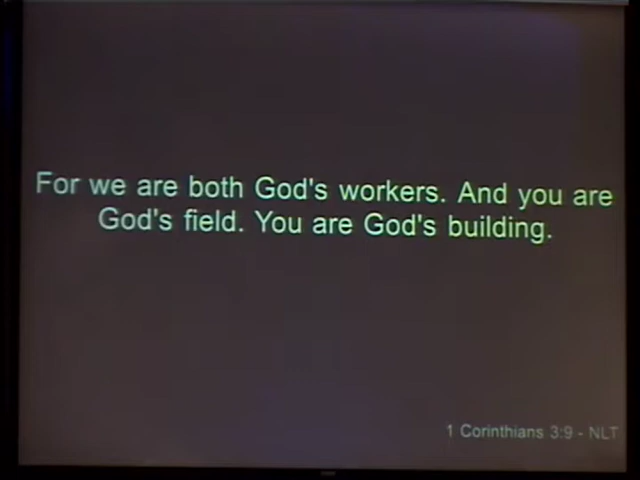 For we are both God's workers. And you are
God's field. You are God's building.
1 Corinthians 3:9 - NLT